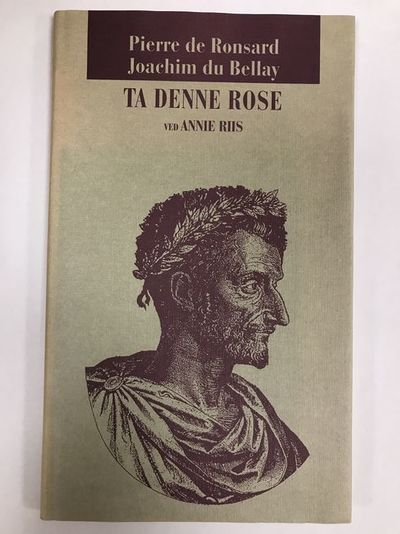 Pierre de Ronsard
Joachim du Bellay
TA DENNE ROSE
VED ANNIE RIIS